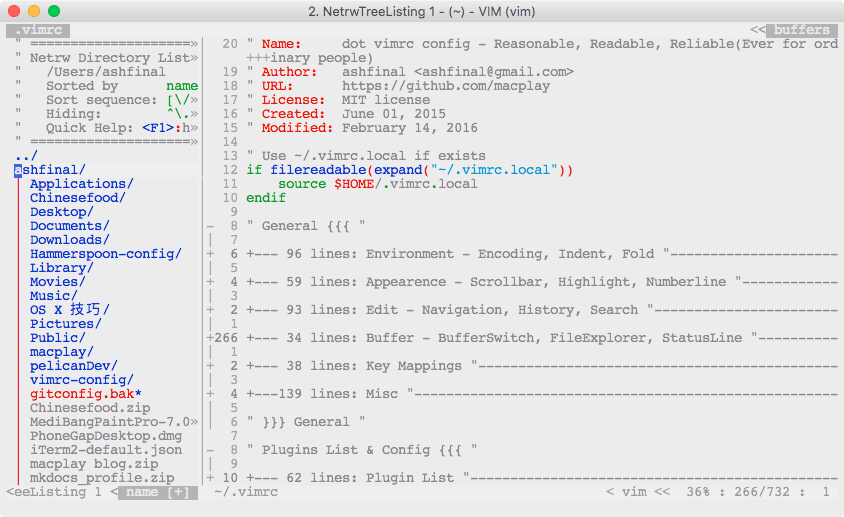 2. NetrwTreeListing 1 - (~) - VIM (vim)
.vimrc
<< buffers
" ====================»
" Netrw Directory List»
"   /Users/ashfinal
"   Sorted by      name
"   Sort sequence: [\/»
"   Hiding:        ^\.»
"   Quick Help: <F1>:h»
" ====================»
../
ashfinal/
| Applications/
| Chinesefood/
| Desktop/
| Documents/
| Downloads/
| Hammerspoon-config/
| Library/
| Movies/
| Music/
| OS X 技巧/
| Pictures/
| Public/
| macplay/
| pelicanDev/
| vimrc-config/
| gitconfig.bak*
| Chinesefood.zip
| MediBangPaintPro-7.0»
| PhoneGapDesktop.dmg
| iTerm2-default.json
| macplay blog.zip
| mkdocs_profile.zip
<eeListing 1 < name [+]
20 " Name:     dot vimrc config - Reasonable, Readable, Reliable(Ever for ord
+++inary people)
19 " Author:   ashfinal <ashfinal@gmail.com>
18 " URL:      https://github.com/macplay
17 " License:  MIT license
16 " Created:  June 01, 2015
15 " Modified: February 14, 2016
14
13 " Use ~/.vimrc.local if exists
12 if filereadable(expand("~/.vimrc.local"))
11     source $HOME/.vimrc.local
10 endif
9
- 8 " General {{{ "
| 7
+ 6 +--- 96 lines: Environment - Encoding, Indent, Fold "---------------------
| 5
+ 4 +--- 59 lines: Appearence - Scrollbar, Highlight, Numberline "------------
| 3
+ 2 +--- 93 lines: Edit - Navigation, History, Search "-----------------------
| 1
+266 +--- 34 lines: Buffer - BufferSwitch, FileExplorer, StatusLine "----------
| 1
+ 2 +--- 38 lines: Key Mappings "---------------------------------------------
| 3
+ 4 +---139 lines: Misc "-----------------------------------------------------
| 5
| 6 " }}} General "
7
- 8 " Plugins List & Config {{{ "
| 9
+ 10 +--- 62 lines: Plugin List "----------------------------------------------
~/.vimrc
< vim << 36% : 266/732 : 1